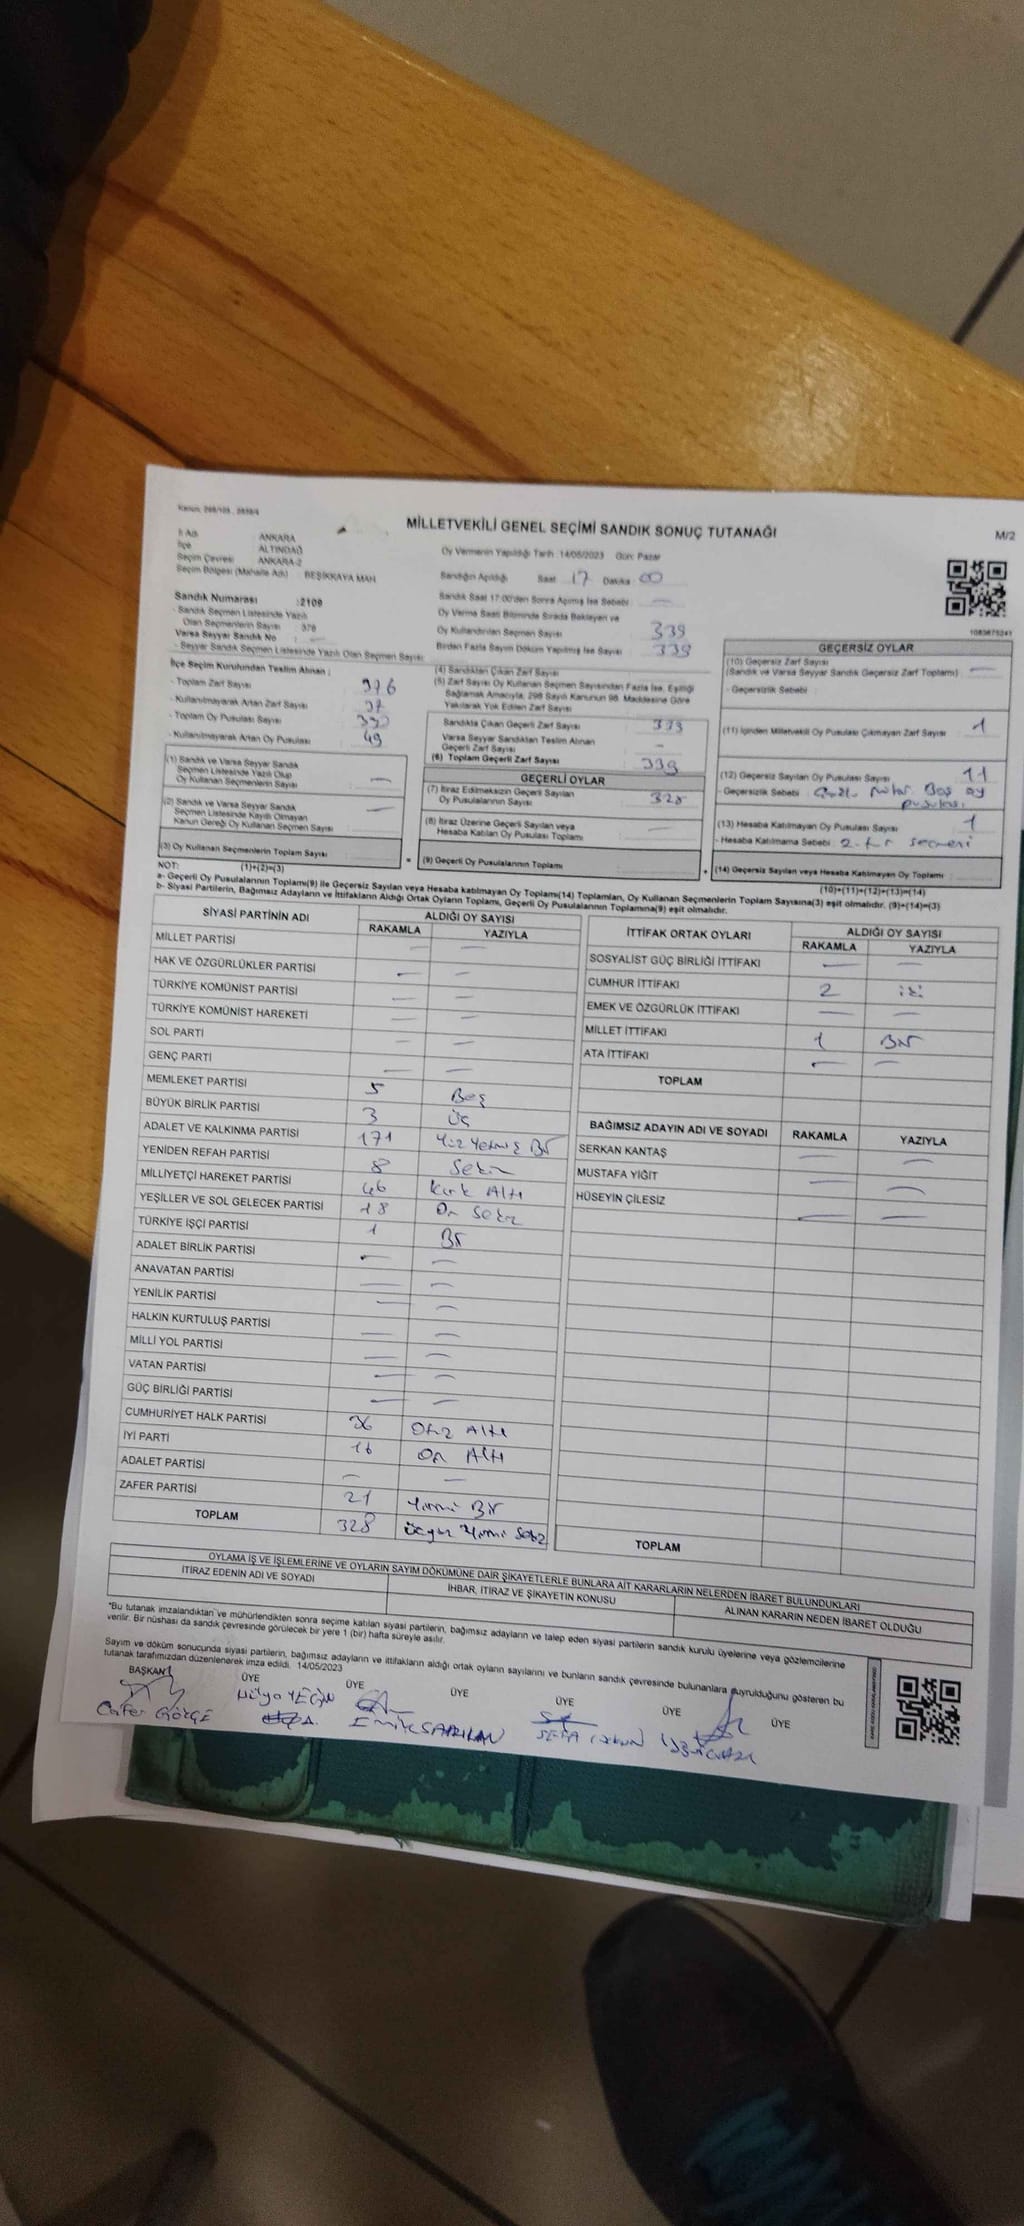 Kanun: 298/105 , 2839/4
MİLLETVEKİLİ GENEL SEÇİMİ SANDIK SONUÇ TUTANAĞI
M/2
İl Adı : ANKARA
İlçe : ALTINDAĞ
Seçim Çevresi : ANKARA-2
Seçim Bölgesi (Mahalle Adı) : BEŞİKKAYA MAH
Oy Vermenin Yapıldığı Tarih : 14/05/2023 Gün: Pazar
Sandığın Açıldığı Saat : 17 Dakika : 00
Sandık Numarası : 2109
- Sandık Seçmen Listesinde Yazılı
Olan Seçmenlerin Sayısı : 376
Varsa Seyyar Sandık No : —
- Seyyar Sandık Seçmen Listesinde Yazılı Olan Seçmen Sayısı
Sandık Saat 17:00'den Sonra Açılmış İse Sebebi : —
Oy Verme Saati Bitiminde Sırada Bekleyen ve
Oy Kullandırılan Seçmen Sayısı 339
Birden Fazla Sayım Döküm Yapılmış İse Sayısı 339
İlçe Seçim Kurulundan Teslim Alınan ;
- Toplam Zarf Sayısı 376
- Kullanılmayarak Artan Zarf Sayısı 37
- Toplam Oy Pusulası Sayısı
- Kullanılmayarak Artan Oy Pusulası 49
(1) Sandık ve Varsa Seyyar Sandık
Seçmen Listesinde Yazılı Olup
Oy Kullanan Seçmen Sayısı : —
(2) Sandık ve Varsa Seyyar Sandık
Seçmen Listesinde Kayıtlı Olmayan
Kanun Gereği Oy Kullanan Seçmen Sayısı : —
(3) Oy Kullanan Seçmenlerin Toplam Sayısı
(1)+(2)=(3)
(4) Sandıktan Çıkan Zarf Sayısı
(5) Zarf Sayısı Oy Kullanan Seçmen Sayısından Fazla İse, Eşitliği
Sağlamak Amacıyla, 298 Sayılı Kanunun 98. Maddesine Göre
Yakılarak Yok Edilen Zarf Sayısı
Sandıkta Çıkan Geçerli Zarf Sayısı : 339
Varsa Seyyar Sandıktan Teslim Alınan
Geçerli Zarf Sayısı : —
(6) Toplam Geçerli Zarf Sayısı : 339
GEÇERLİ OYLAR
(7) İtiraz Edilmeksizin Geçerli Sayılan
Oy Pusulalarının Sayısı : 328
(8) İtiraz Üzerine Geçerli Sayılan veya
Hesaba Katılan Oy Pusulası Toplamı : —
(9) Geçerli Oy Pusulalarının Toplamı
1083675241
GEÇERSİZ OYLAR
(10) Geçersiz Zarf Sayısı
(Sandık ve Varsa Seyyar Sandık Geçersiz Zarf Toplamı) : —
- Geçersizlik Sebebi :
(11) İçinden Milletvekili Oy Pusulası Çıkmayan Zarf Sayısı : 1
(12) Geçersiz Sayılan Oy Pusulası Sayısı : 11
- Geçersizlik Sebebi : Boş oy
pusulası
(13) Hesaba Katılmayan Oy Pusulası Sayısı : 1
- Hesaba Katılmama Sebebi : 2. tur seçmeni
(14) Geçersiz Sayılan veya Hesaba Katılmayan Oy Toplamı :
(10)+(11)+(12)+(13)=(14)
NOT:
a- Geçerli Oy Pusulalarının Toplamı(9) ile Geçersiz Sayılan veya Hesaba katılmayan Oy Toplamı(14) Toplamları, Oy Kullanan Seçmenlerin Toplam Sayısına(3) eşit olmalıdır. (9)+(14)=(3)
b- Siyasi Partilerin, Bağımsız Adayların ve İttifakların Aldığı Ortak Oyların Toplamı, Geçerli Oy Pusulalarının Toplamına(9) eşit olmalıdır.
SİYASİ PARTİNİN ADI ALDIĞI OY SAYISI
RAKAMLA YAZIYLA
MİLLET PARTİSİ — —
HAK VE ÖZGÜRLÜKLER PARTİSİ — —
TÜRKİYE KOMÜNİST PARTİSİ — —
TÜRKİYE KOMÜNİST HAREKETİ — —
SOL PARTİ — —
GENÇ PARTİ — —
MEMLEKET PARTİSİ 5 Beş
BÜYÜK BİRLİK PARTİSİ 3 Üç
ADALET VE KALKINMA PARTİSİ 171 Yüz Yetmiş Bir
YENİDEN REFAH PARTİSİ 8 Sekiz
MİLLİYETÇİ HAREKET PARTİSİ 46 Kırk Altı
YEŞİLLER VE SOL GELECEK PARTİSİ 18 On Sekiz
TÜRKİYE İŞÇİ PARTİSİ 1 Bir
ADALET BİRLİK PARTİSİ — —
ANAVATAN PARTİSİ — —
YENİLİK PARTİSİ — —
HALKIN KURTULUŞ PARTİSİ — —
MİLLİ YOL PARTİSİ — —
VATAN PARTİSİ — —
GÜÇ BİRLİĞİ PARTİSİ — —
CUMHURİYET HALK PARTİSİ 36 Otuz Altı
İYİ PARTİ 16 On Altı
ADALET PARTİSİ — —
ZAFER PARTİSİ 21 Yirmi Bir
TOPLAM 328 Üçyüz Yirmi Sekiz
İTTİFAK ORTAK OYLARI ALDIĞI OY SAYISI
RAKAMLA YAZIYLA
SOSYALİST GÜÇ BİRLİĞİ İTTİFAKI — —
CUMHUR İTTİFAKI 2 iki
EMEK VE ÖZGÜRLÜK İTTİFAKI — —
MİLLET İTTİFAKI 1 Bir
ATA İTTİFAKI — —
TOPLAM
BAĞIMSIZ ADAYIN ADI VE SOYADI RAKAMLA YAZIYLA
SERKAN KANTAŞ — —
MUSTAFA YİĞİT — —
HÜSEYİN ÇİLESİZ — —
TOPLAM
OYLAMA İŞ VE İŞLEMLERİNE VE OYLARIN SAYIM DÖKÜMÜNE DAİR ŞİKAYETLERLE BUNLARA AİT KARARLARIN NELERDEN İBARET BULUNDUKLARI
İTİRAZ EDENİN ADI VE SOYADI İHBAR, İTİRAZ VE ŞİKAYETİN KONUSU ALINAN KARARIN NEDEN İBARET OLDUĞU
*Bu tutanak imzalandıktan ve mühürlendikten sonra seçime katılan siyasi partilerin, bağımsız adayların ve talep eden siyasi partilerin sandık kurulu üyelerine veya gözlemcilerine
verilir. Bir nüshası da sandık çevresinde görülecek bir yere 1 (bir) hafta süreyle asılır.
Sayım ve döküm sonucunda siyasi partilerin, bağımsız adayların ve ittifakların aldığı ortak oyların sayılarını ve bunların sandık çevresinde bulunanlara duyurulduğunu gösteren bu
tutanak tarafımızdan düzenlenerek imza edildi. 14/05/2023
BAŞKAN ÜYE ÜYE ÜYE ÜYE ÜYE ÜYE
Cafer GÖKÇE